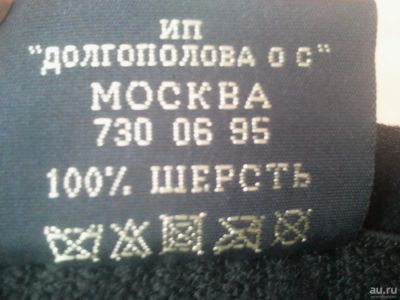 ИП
"ДОЛГОПОЛОВА О С"
МОСКВА
730 06 95
100% ШЕРСТЬ
au.ru